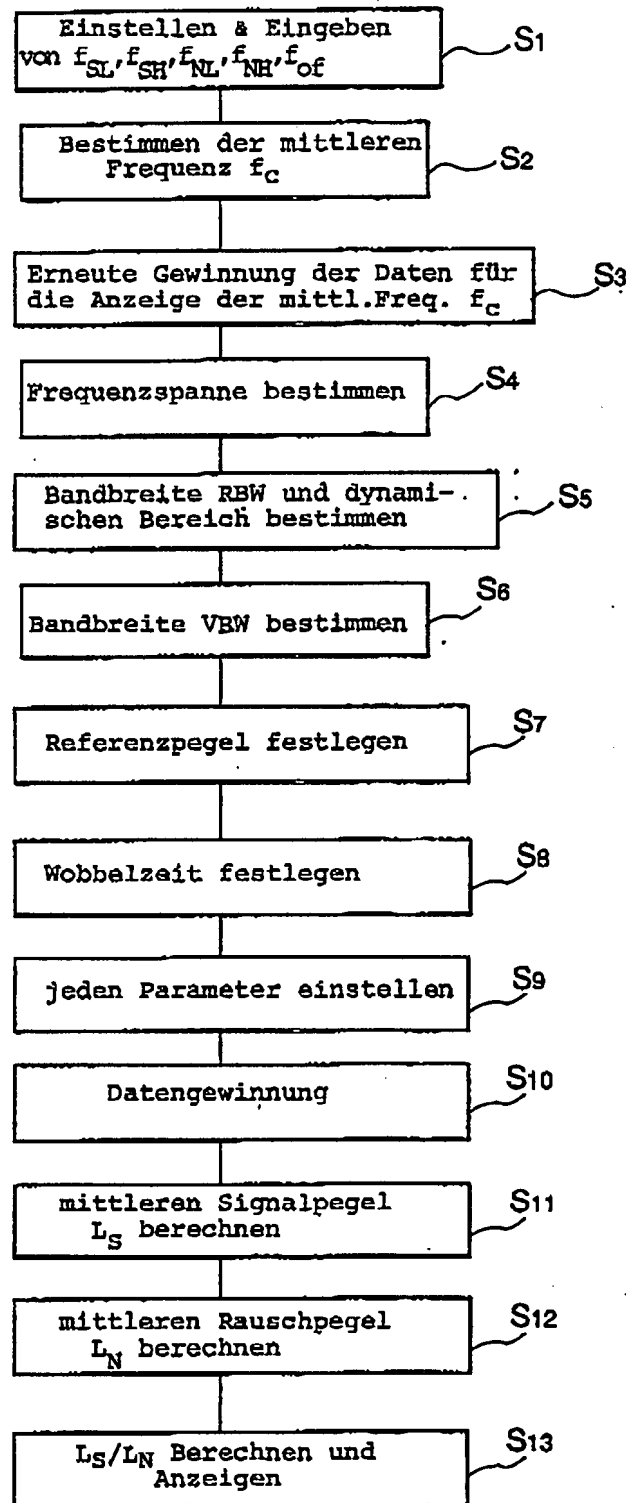 Einstellen & Eingeben
von f_SL, f_SH, f_NL, f_NH, f_of
S1
Bestimmen der mittleren
Frequenz f_C
S2
Erneute Gewinnung der Daten für
die Anzeige der mittl.Freq. f_C
S3
Frequenzspanne bestimmen
S4
Bandbreite RBW und dynami-
schen Bereich bestimmen
S5
Bandbreite VBW bestimmen
S6
Referenzpegel festlegen
S7
Wobbelzeit festlegen
S8
jeden Parameter einstellen
S9
Datengewinnung
S10
mittleren Signalpegel
L_S berechnen
S11
mittleren Rauschpegel
L_N berechnen
S12
L_S/L_N Berechnen und
Anzeigen
S13